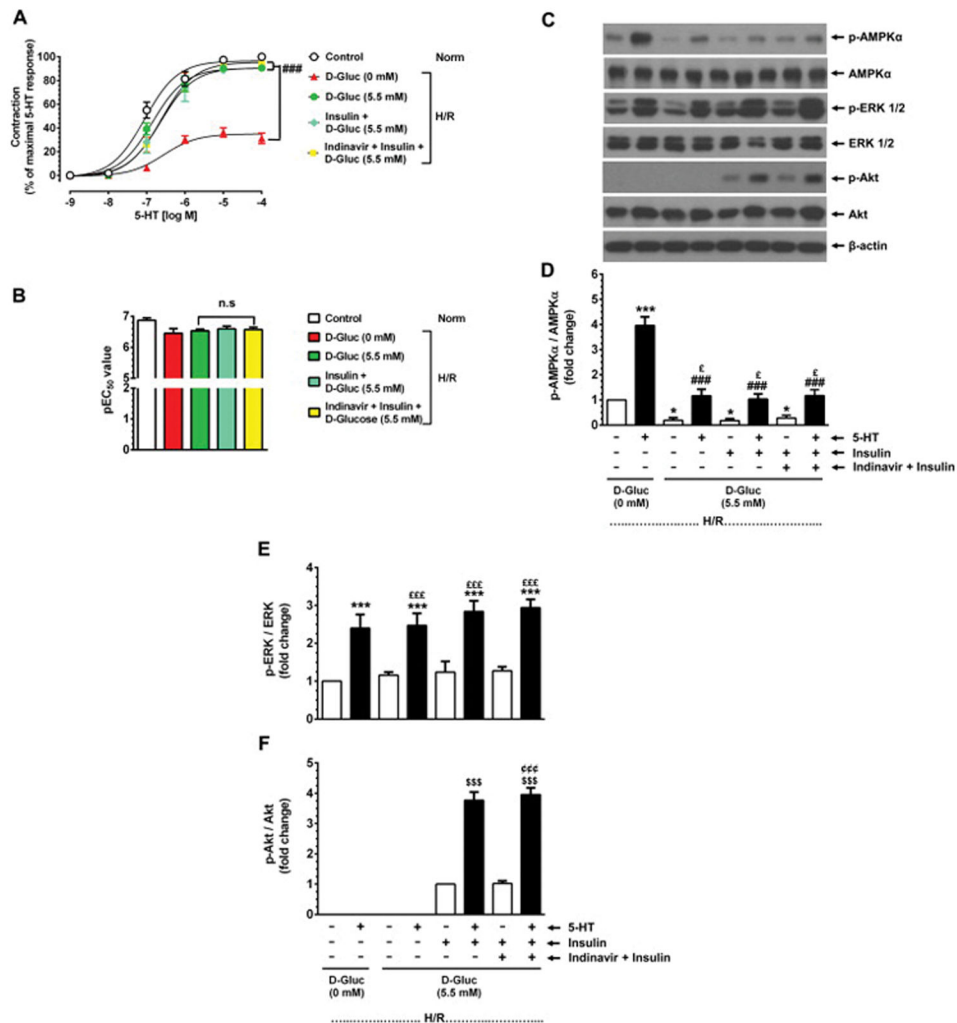 A
Contraction
(% of maximal 5-HT response)
100
80
60
40
20
0
-9 -8 -7 -6 -5 -4
5-HT [log M]
###
Control Norm
D-Gluc (0 mM)
D-Gluc (5.5 mM)
Insulin +
D-Gluc (5.5 mM)
Indinavir + Insulin +
D-Gluc (5.5 mM)
H/R
B
pEC50 value
7
6
5
2
1
0
n.s
Control Norm
D-Gluc (0 mM)
D-Gluc (5.5 mM)
Insulin +
D-Gluc (5.5 mM)
Indinavir + Insulin +
D-Glucose (5.5 mM)
H/R
C
p-AMPKα
AMPKα
p-ERK 1/2
ERK 1/2
p-Akt
Akt
β-actin
D
p-AMPKα / AMPKα
(fold change)
6
5
4
3
2
1
0
***
£ £ £
### ### ###
* * *
- + - + - + - + 5-HT
- - - - + + + + Insulin
- - - - - - + + Indinavir + Insulin
D-Gluc D-Gluc
(0 mM) (5.5 mM)
H/R
E
p-ERK / ERK
(fold change)
4
3
2
1
0
£££ £££ £££
*** *** *** ***
F
p-Akt / Akt
(fold change)
5
4
3
2
1
0
¢¢¢
$$$ $$$
- + - + - + - + 5-HT
- - - - + + + + Insulin
- - - - - - + + Indinavir + Insulin
D-Gluc D-Gluc
(0 mM) (5.5 mM)
H/R